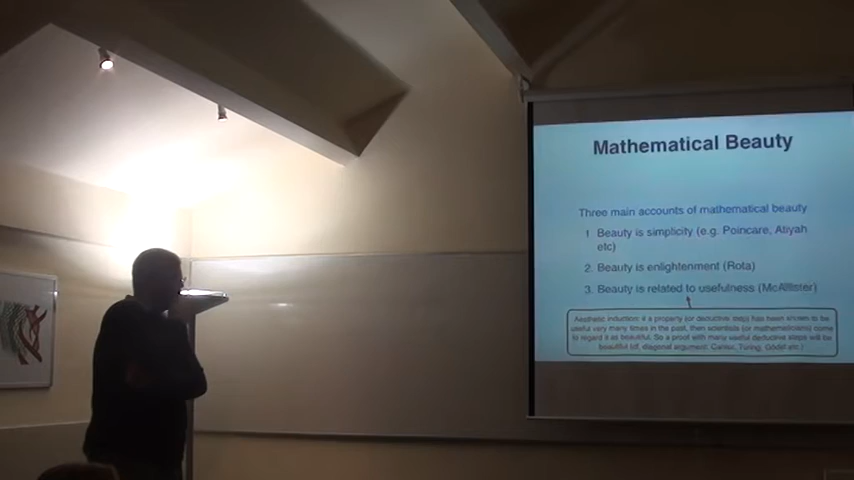 Mathematical Beauty
Three main accounts of mathematical beauty
1 Beauty is simplicity (e.g. Poincare, Atiyah
etc)
2. Beauty is enlightenment (Rota)
3. Beauty is related to usefulness (McAllister)
Aesthetic induction: if a property (or deductive step) has been shown to be
useful very many times in the past, then scientists (or mathematicians) come
to regard it as beautiful. So a proof with many useful deductive steps will be
beautiful (cf. diagonal argument: Cantor, Turing, Gödel etc.)